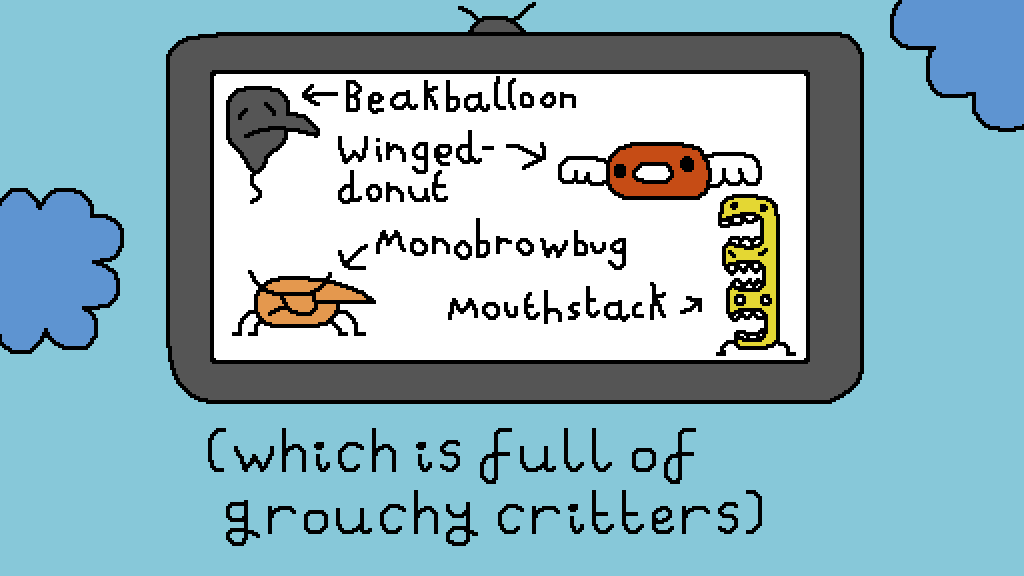 Beakballoon
Winged-
donut
Monobrowbug
Mouthstack
(which is full of
grouchy critters)